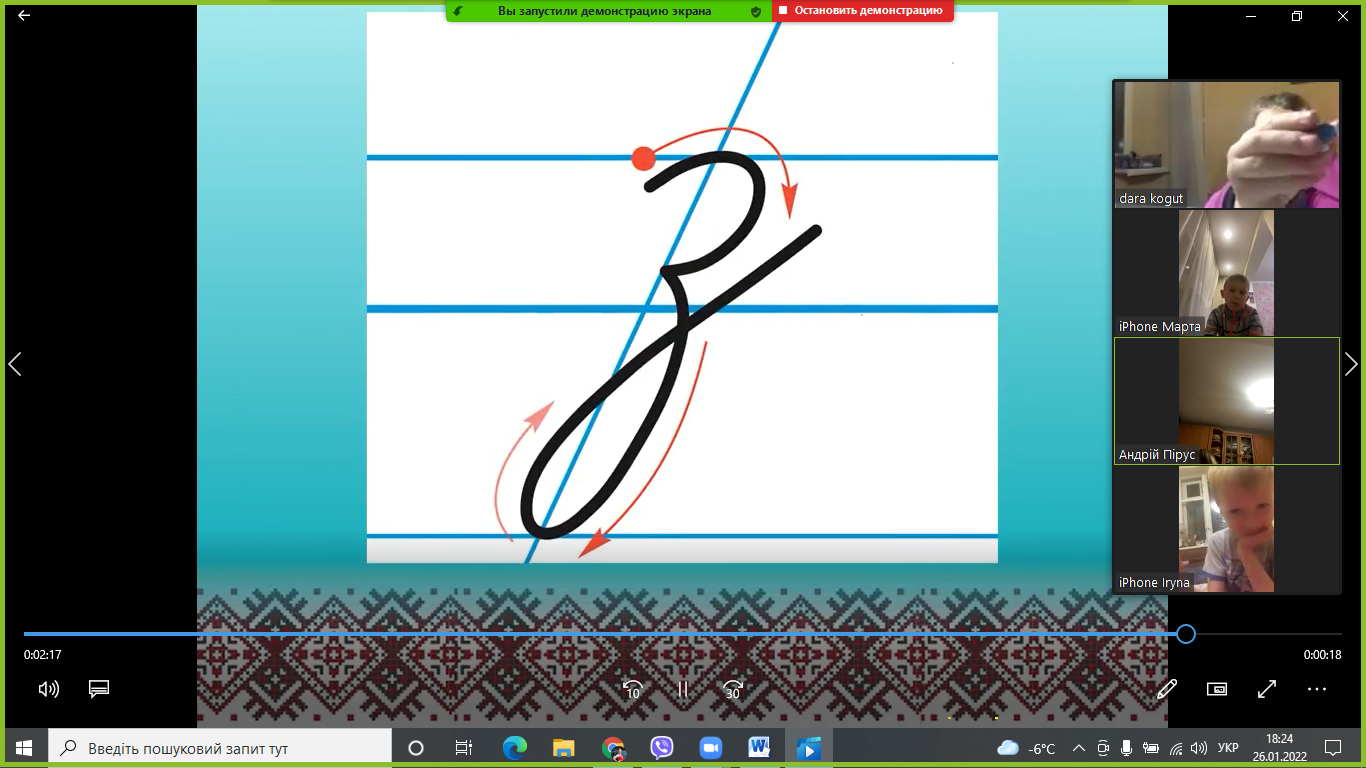 Вы запустили демонстрацию экрана
Остановить демонстрацию
з
dara kogut
iPhone Марта
Андрій Пірус
iPhone Iryna
0:02:17
0:00:18
10
30
Введіть пошуковий запит тут
-6°C
УКР
18:24
26.01.2022